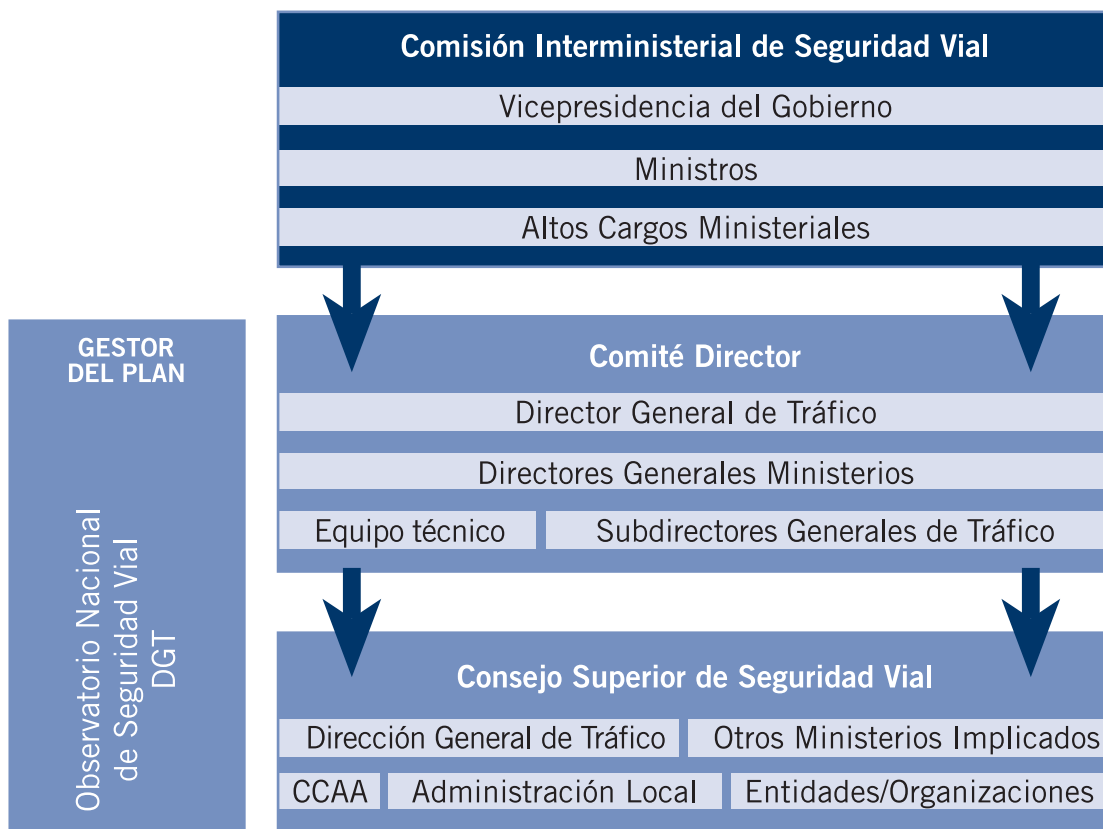 Comisión Interministerial de Seguridad Vial
Vicepresidencia del Gobierno
Ministros
Altos Cargos Ministeriales
GESTOR
DEL PLAN
Observatorio Nacional
de Seguridad Vial
DGT
Comité Director
Director General de Tráfico
Directores Generales Ministerios
Equipo técnico
Subdirectores Generales de Tráfico
Consejo Superior de Seguridad Vial
Dirección General de Tráfico
Otros Ministerios Implicados
CCAA
Administración Local
Entidades/Organizaciones